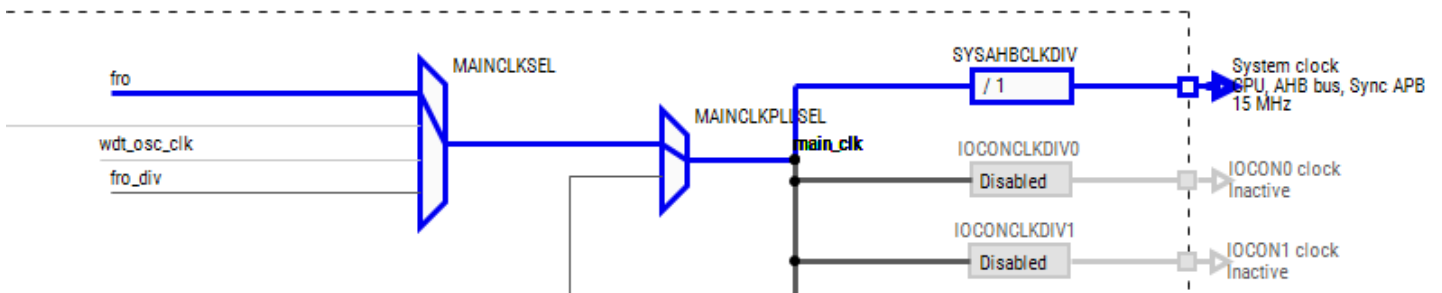 fro
MAINCLKSEL
wdt_osc_clk
fro_div
MAINCLKPLLSEL
main_clk
SYSAHBCLKDIV
/ 1
System clock
CPU, AHB bus, Sync APB
15 MHz
IOCONCLKDIV0
Disabled
IOCON0 clock
Inactive
IOCONCLKDIV1
Disabled
IOCON1 clock
Inactive